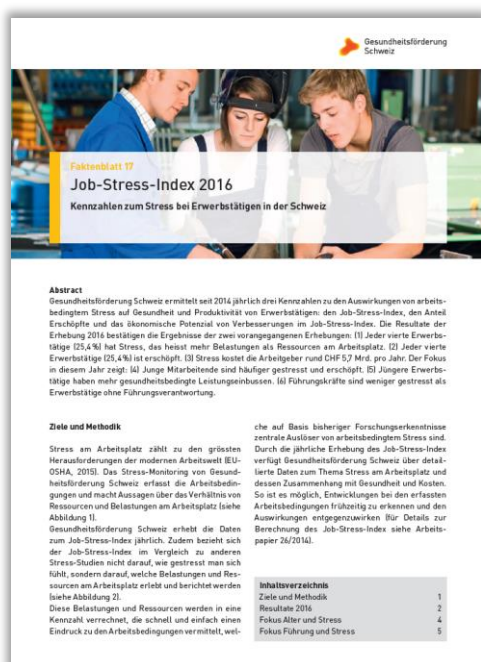 Gesundheitsförderung
Schweiz
Faktenblatt 17
Job-Stress-Index 2016
Kennzahlen zum Stress bei Erwerbstätigen in der Schweiz
Abstract
Gesundheitsförderung Schweiz ermittelt seit 2014 jährlich drei Kennzahlen zu den Auswirkungen von arbeits-
bedingtem Stress auf Gesundheit und Produktivität von Erwerbstätigen: den Job-Stress-Index, den Anteil
Erschöpfte und das ökonomische Potenzial von Verbesserungen im Job-Stress-Index. Die Resultate der
Erhebung 2016 bestätigen die Ergebnisse der zwei vorangegangenen Erhebungen: (1) Jeder vierte Erwerbs-
tätige (25,4%) hat Stress, das heisst mehr Belastungen als Ressourcen am Arbeitsplatz. (2) Jeder vierte
Erwerbstätige (25,4%) ist erschöpft. (3) Stress kostet die Arbeitgeber rund CHF 5,7 Mrd. pro Jahr. Der Fokus
in diesem Jahr zeigt: (4) Junge Mitarbeitende sind häufiger gestresst und erschöpft. (5) Jüngere Erwerbs-
tätige haben mehr gesundheitsbedingte Leistungseinbussen. (6) Führungskräfte sind weniger gestresst als
Erwerbstätige ohne Führungsverantwortung.
Ziele und Methodik
Stress am Arbeitsplatz zählt zu den grössten
Herausforderungen der modernen Arbeitswelt (EU-
OSHA, 2015). Das Stress-Monitoring von Gesund-
heitsförderung Schweiz erfasst die Arbeitsbedin-
gungen und macht Aussagen über das Verhältnis von
Ressourcen und Belastungen am Arbeitsplatz (siehe
Abbildung 1).
Gesundheitsförderung Schweiz erhebt die Daten
zum Job-Stress-Index jährlich. Zudem bezieht sich
der Job-Stress-Index im Vergleich zu anderen
Stress-Studien nicht darauf, wie gestresst man sich
fühlt, sondern darauf, welche Belastungen und Res-
sourcen am Arbeitsplatz erlebt und berichtet werden
(siehe Abbildung 2).
Diese Belastungen und Ressourcen werden in eine
Kennzahl verrechnet, die schnell und einfach einen
Eindruck zu den Arbeitsbedingungen vermittelt, wel-
che auf Basis bisheriger Forschungserkenntnisse
zentrale Auslöser von arbeitsbedingtem Stress sind.
Durch die jährliche Erhebung des Job-Stress-Index
verfügt Gesundheitsförderung Schweiz über detail-
lierte Daten zum Thema Stress am Arbeitsplatz und
dessen Zusammenhang mit Gesundheit und Kosten.
So ist es möglich, Entwicklungen bei den erfassten
Arbeitsbedingungen frühzeitig zu erkennen und den
Auswirkungen entgegenzuwirken (für Details zur
Berechnung des Job-Stress-Index siehe Arbeits-
papier 26/2014).
Inhaltsverzeichnis
Ziele und Methodik 1
Resultate 2016 2
Fokus Alter und Stress 4
Fokus Führung und Stress 5